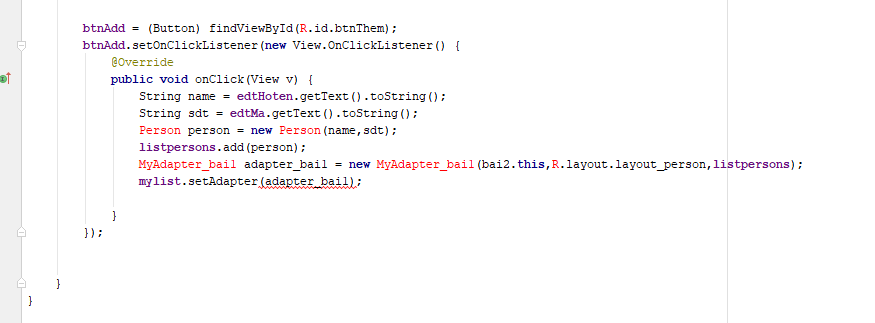 btnAdd = (Button) findViewById(R.id.btnThem);
btnAdd.setOnClickListener(new View.OnClickListener() {
@Override
public void onClick(View v) {
String name = edtHoten.getText().toString();
String sdt = edtMa.getText().toString();
Person person = new Person(name,sdt);
listpersons.add(person);
MyAdapter_bai1 adapter_bai1 = new MyAdapter_bai1(bai2.this,R.layout.layout_person,listpersons);
mylist.setAdapter(adapter_bai1);
}
});
}
}